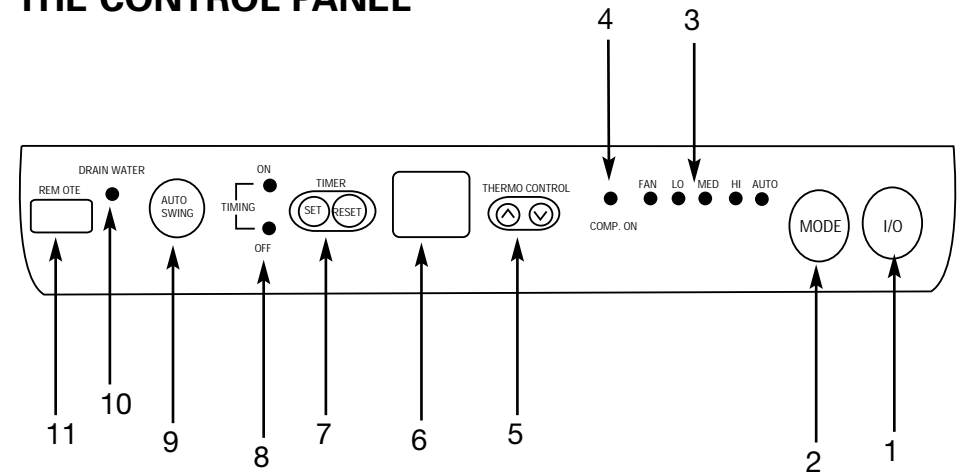 THE CONTROL PANEL
4 3
DRAIN WATER
REM OTE
AUTO
SWING
TIMING
ON
OFF
TIMER
SET RESET
THERMO CONTROL
COMP. ON
FAN LO MED HI AUTO
MODE
I/O
11 10 9 8 7 6 5 2 1